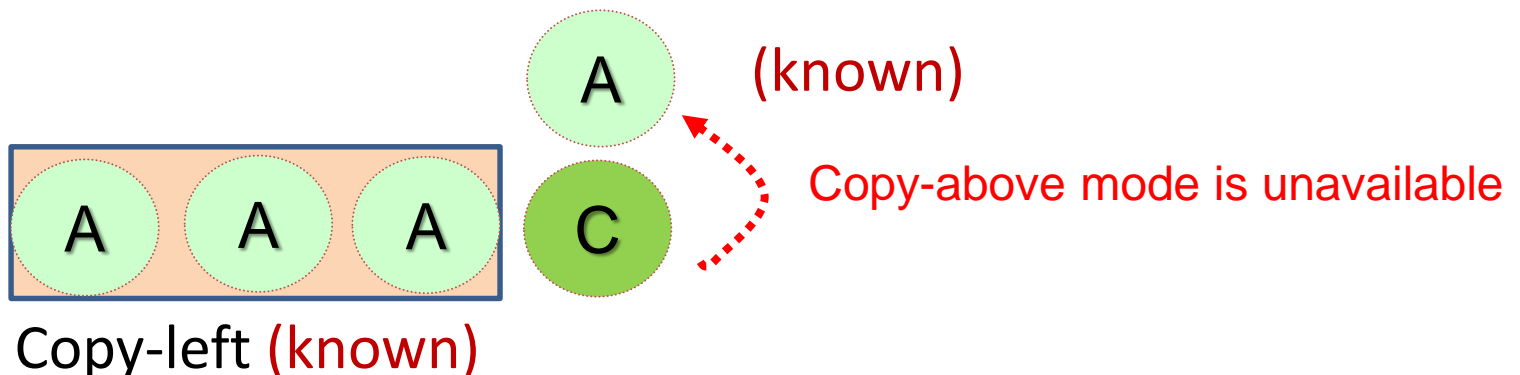 A (known)
Copy-above mode is unavailable
A A A C
Copy-left (known)